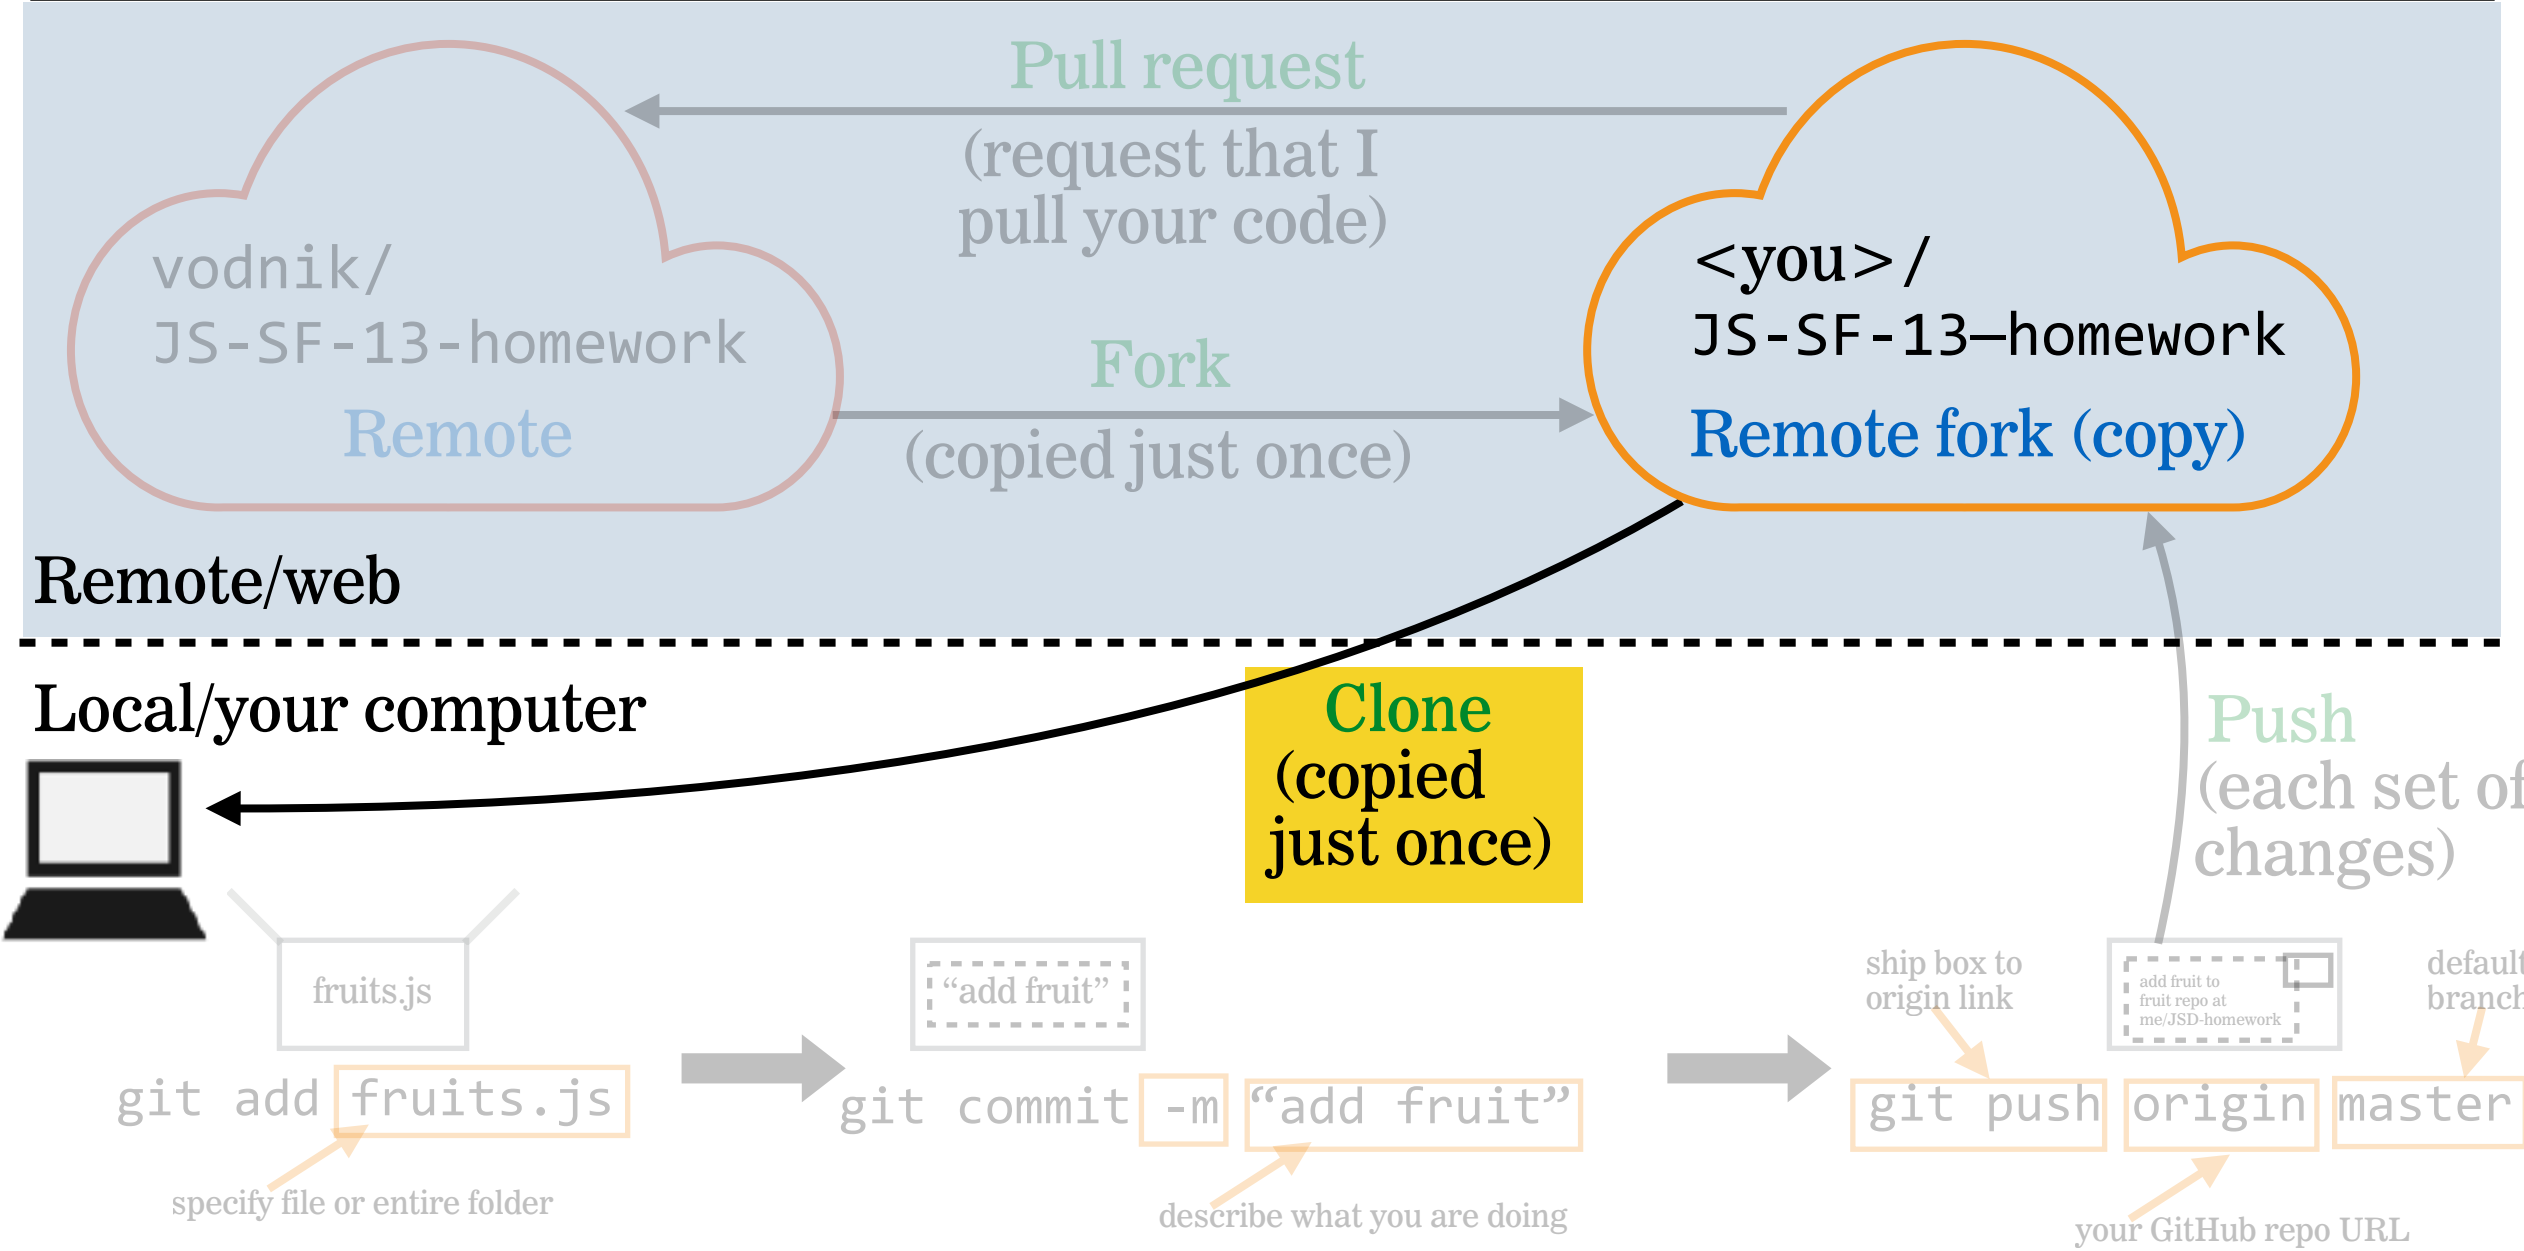 Pull request
(request that I
pull your code)
vodnik/
JS-SF-13-homework
Remote
Fork
(copied just once)
<you>/
JS-SF-13—homework
Remote fork (copy)
Remote/web
Local/your computer
Clone
(copied
just once)
Push
(each set of
changes)
fruits.js
“add fruit”
ship box to
origin link
add fruit to
fruit repo at
me/JSD-homework
default
branch
git add fruits.js
git commit -m “add fruit”
git push origin master
specify file or entire folder
describe what you are doing
your GitHub repo URL